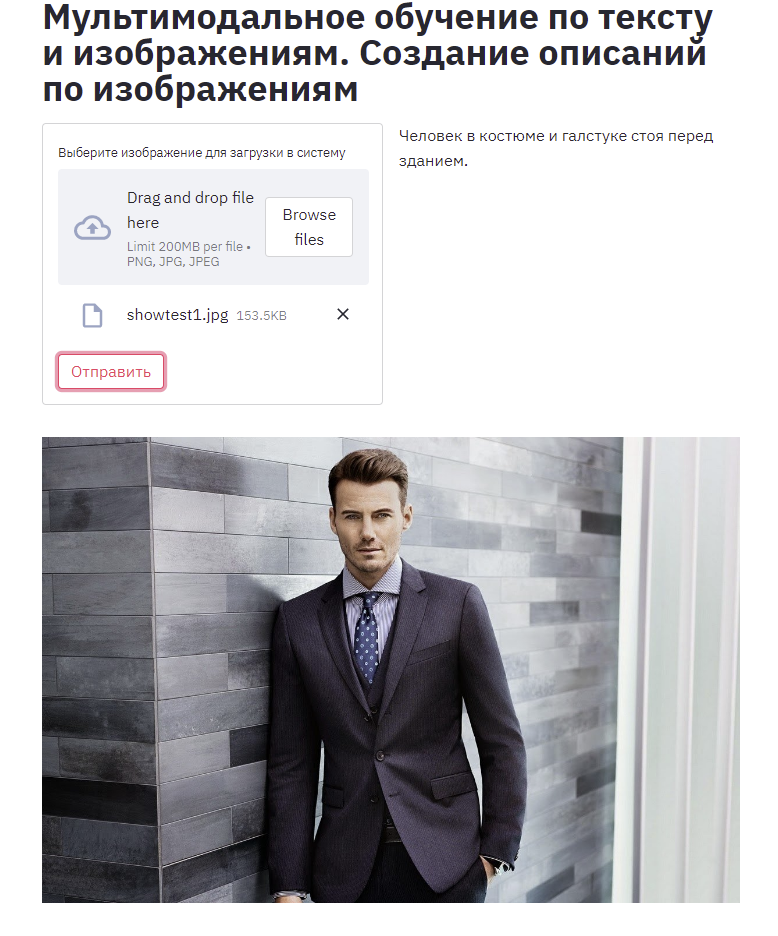 Мультимодальное обучение по тексту
и изображениям. Создание описаний
по изображениям
Выберите изображение для загрузки в систему
Drag and drop file
here
Limit 200MB per file •
PNG, JPG, JPEG
Browse
files
showtest1.jpg 153.5KB
Отправить
Человек в костюме и галстуке стоя перед
зданием.